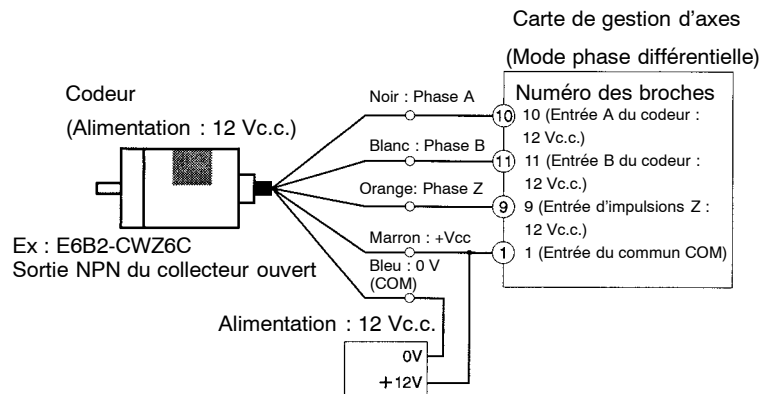 Carte de gestion d'axes
(Mode phase différentielle)
Codeur
(Alimentation : 12 Vc.c.)
Ex : E6B2-CWZ6C
Sortie NPN du collecteur ouvert
Noir : Phase A
Blanc : Phase B
Orange: Phase Z
Marron : +Vcc
Bleu : 0 V
(COM)
Numéro des broches
10
10 (Entrée A du codeur :
12 Vc.c.)
11
11 (Entrée B du codeur :
12 Vc.c.)
9
9 (Entrée d'impulsions Z :
12 Vc.c.)
1
1 (Entrée du commun COM)
Alimentation : 12 Vc.c.
0V
+12V